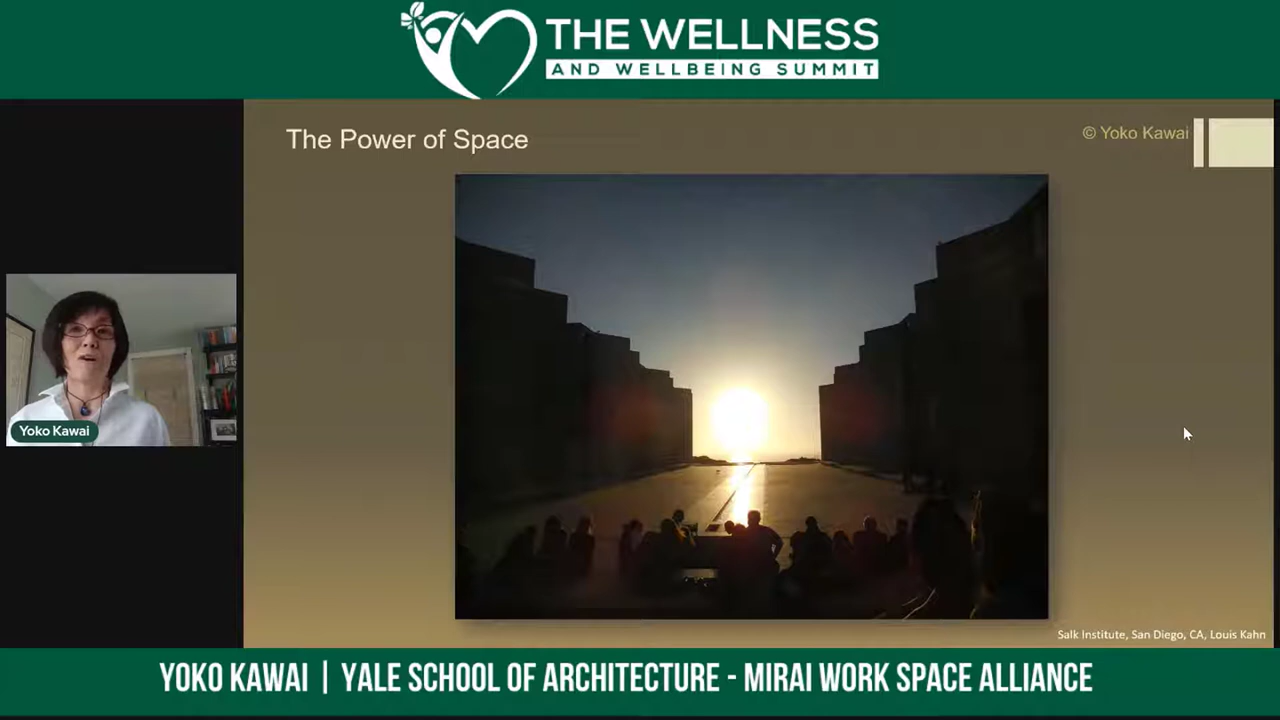 THE WELLNESS
AND WELLBEING SUMMIT
The Power of Space
© Yoko Kawai
Yoko Kawai
Salk Institute, San Diego, CA, Louis Kahn
YOKO KAWAI | YALE SCHOOL OF ARCHITECTURE - MIRAI WORK SPACE ALLIANCE